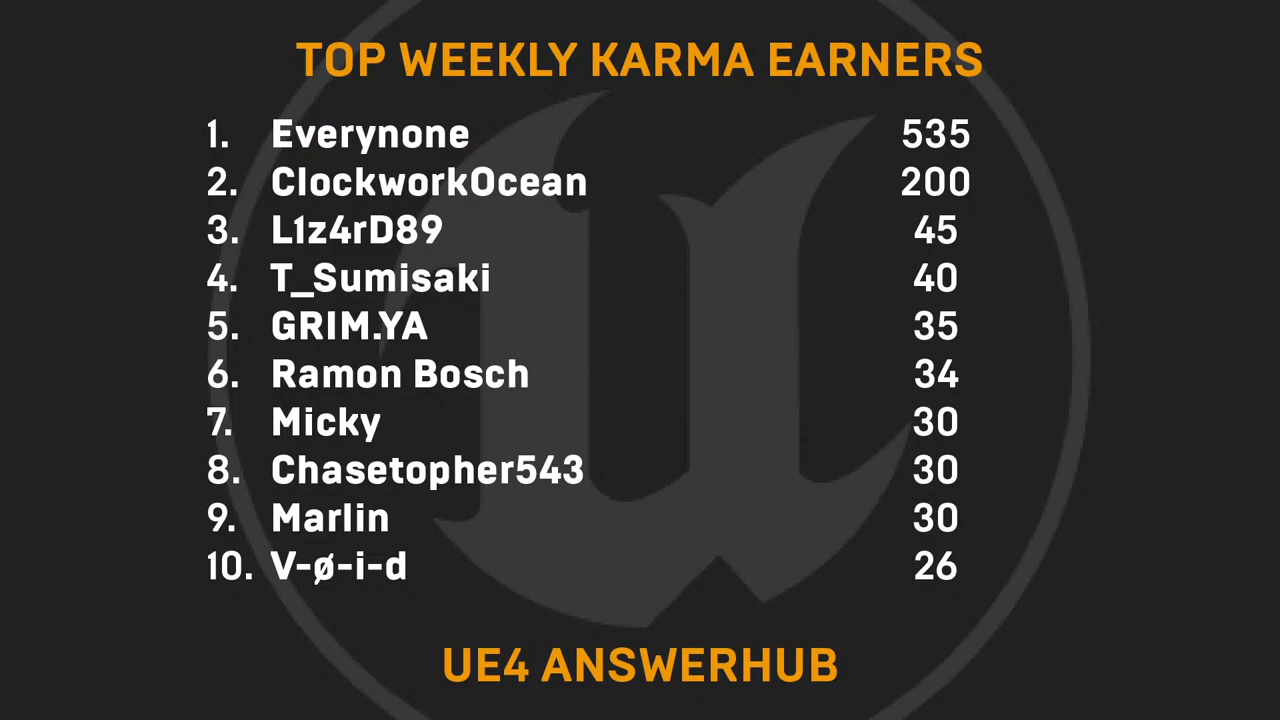 TOP WEEKLY KARMA EARNERS
1. Everynone 535
2. ClockworkOcean 200
3. L1z4rD89 45
4. T_Sumisaki 40
5. GRIM.YA 35
6. Ramon Bosch 34
7. Micky 30
8. Chasetopher543 30
9. Marlin 30
10. V-ø-i-d 26
UE4 ANSWERHUB